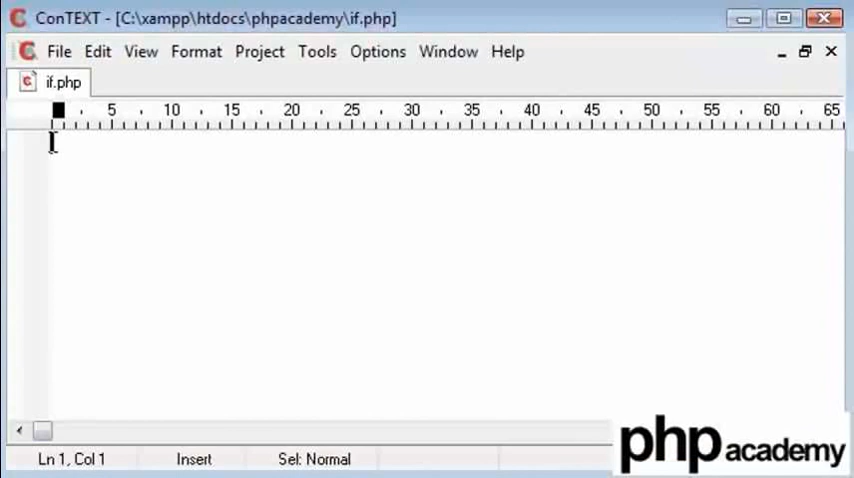 ConTEXT - [C:\xampp\htdocs\phpacademy\if.php]
File Edit View Format Project Tools Options Window Help
if.php
5 10 15 20 25 30 35 40 45 50 55 60 65
Ln 1, Col 1 Insert Sel: Normal
php academy